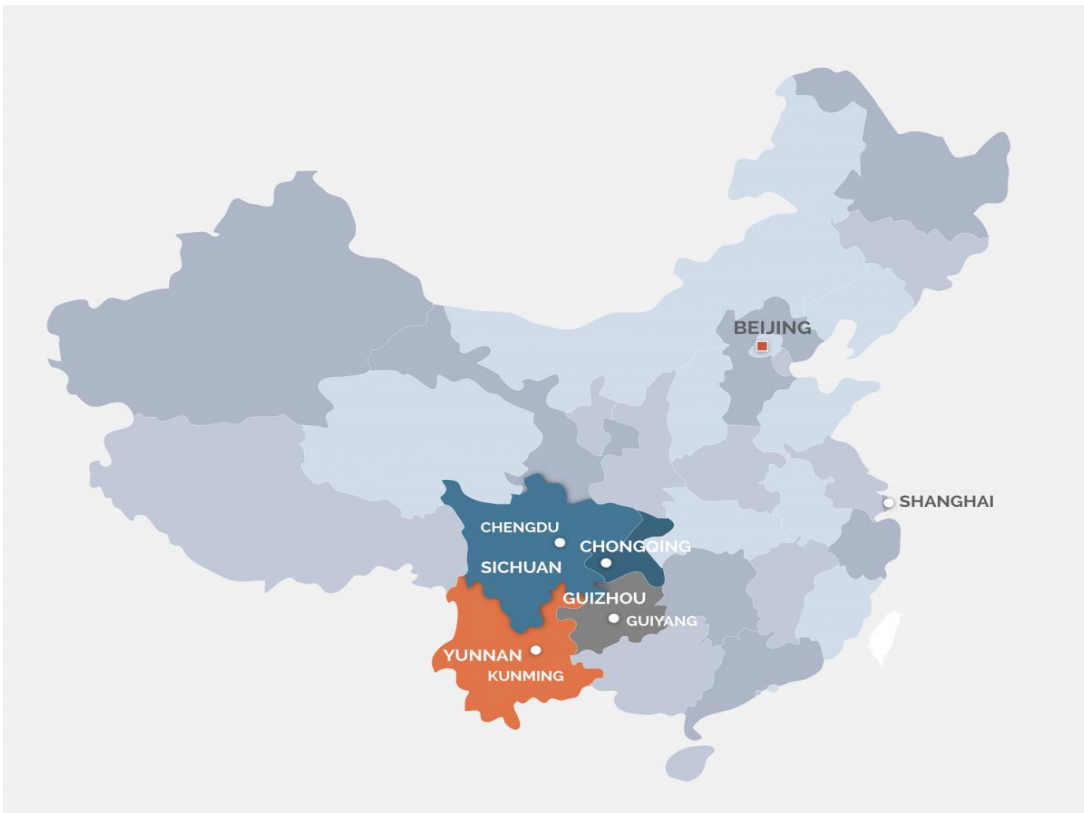 BEIJING
SHANGHAI
CHENGDU
CHONGQING
SICHUAN
GUIZHOU
GUIYANG
YUNNAN
KUNMING